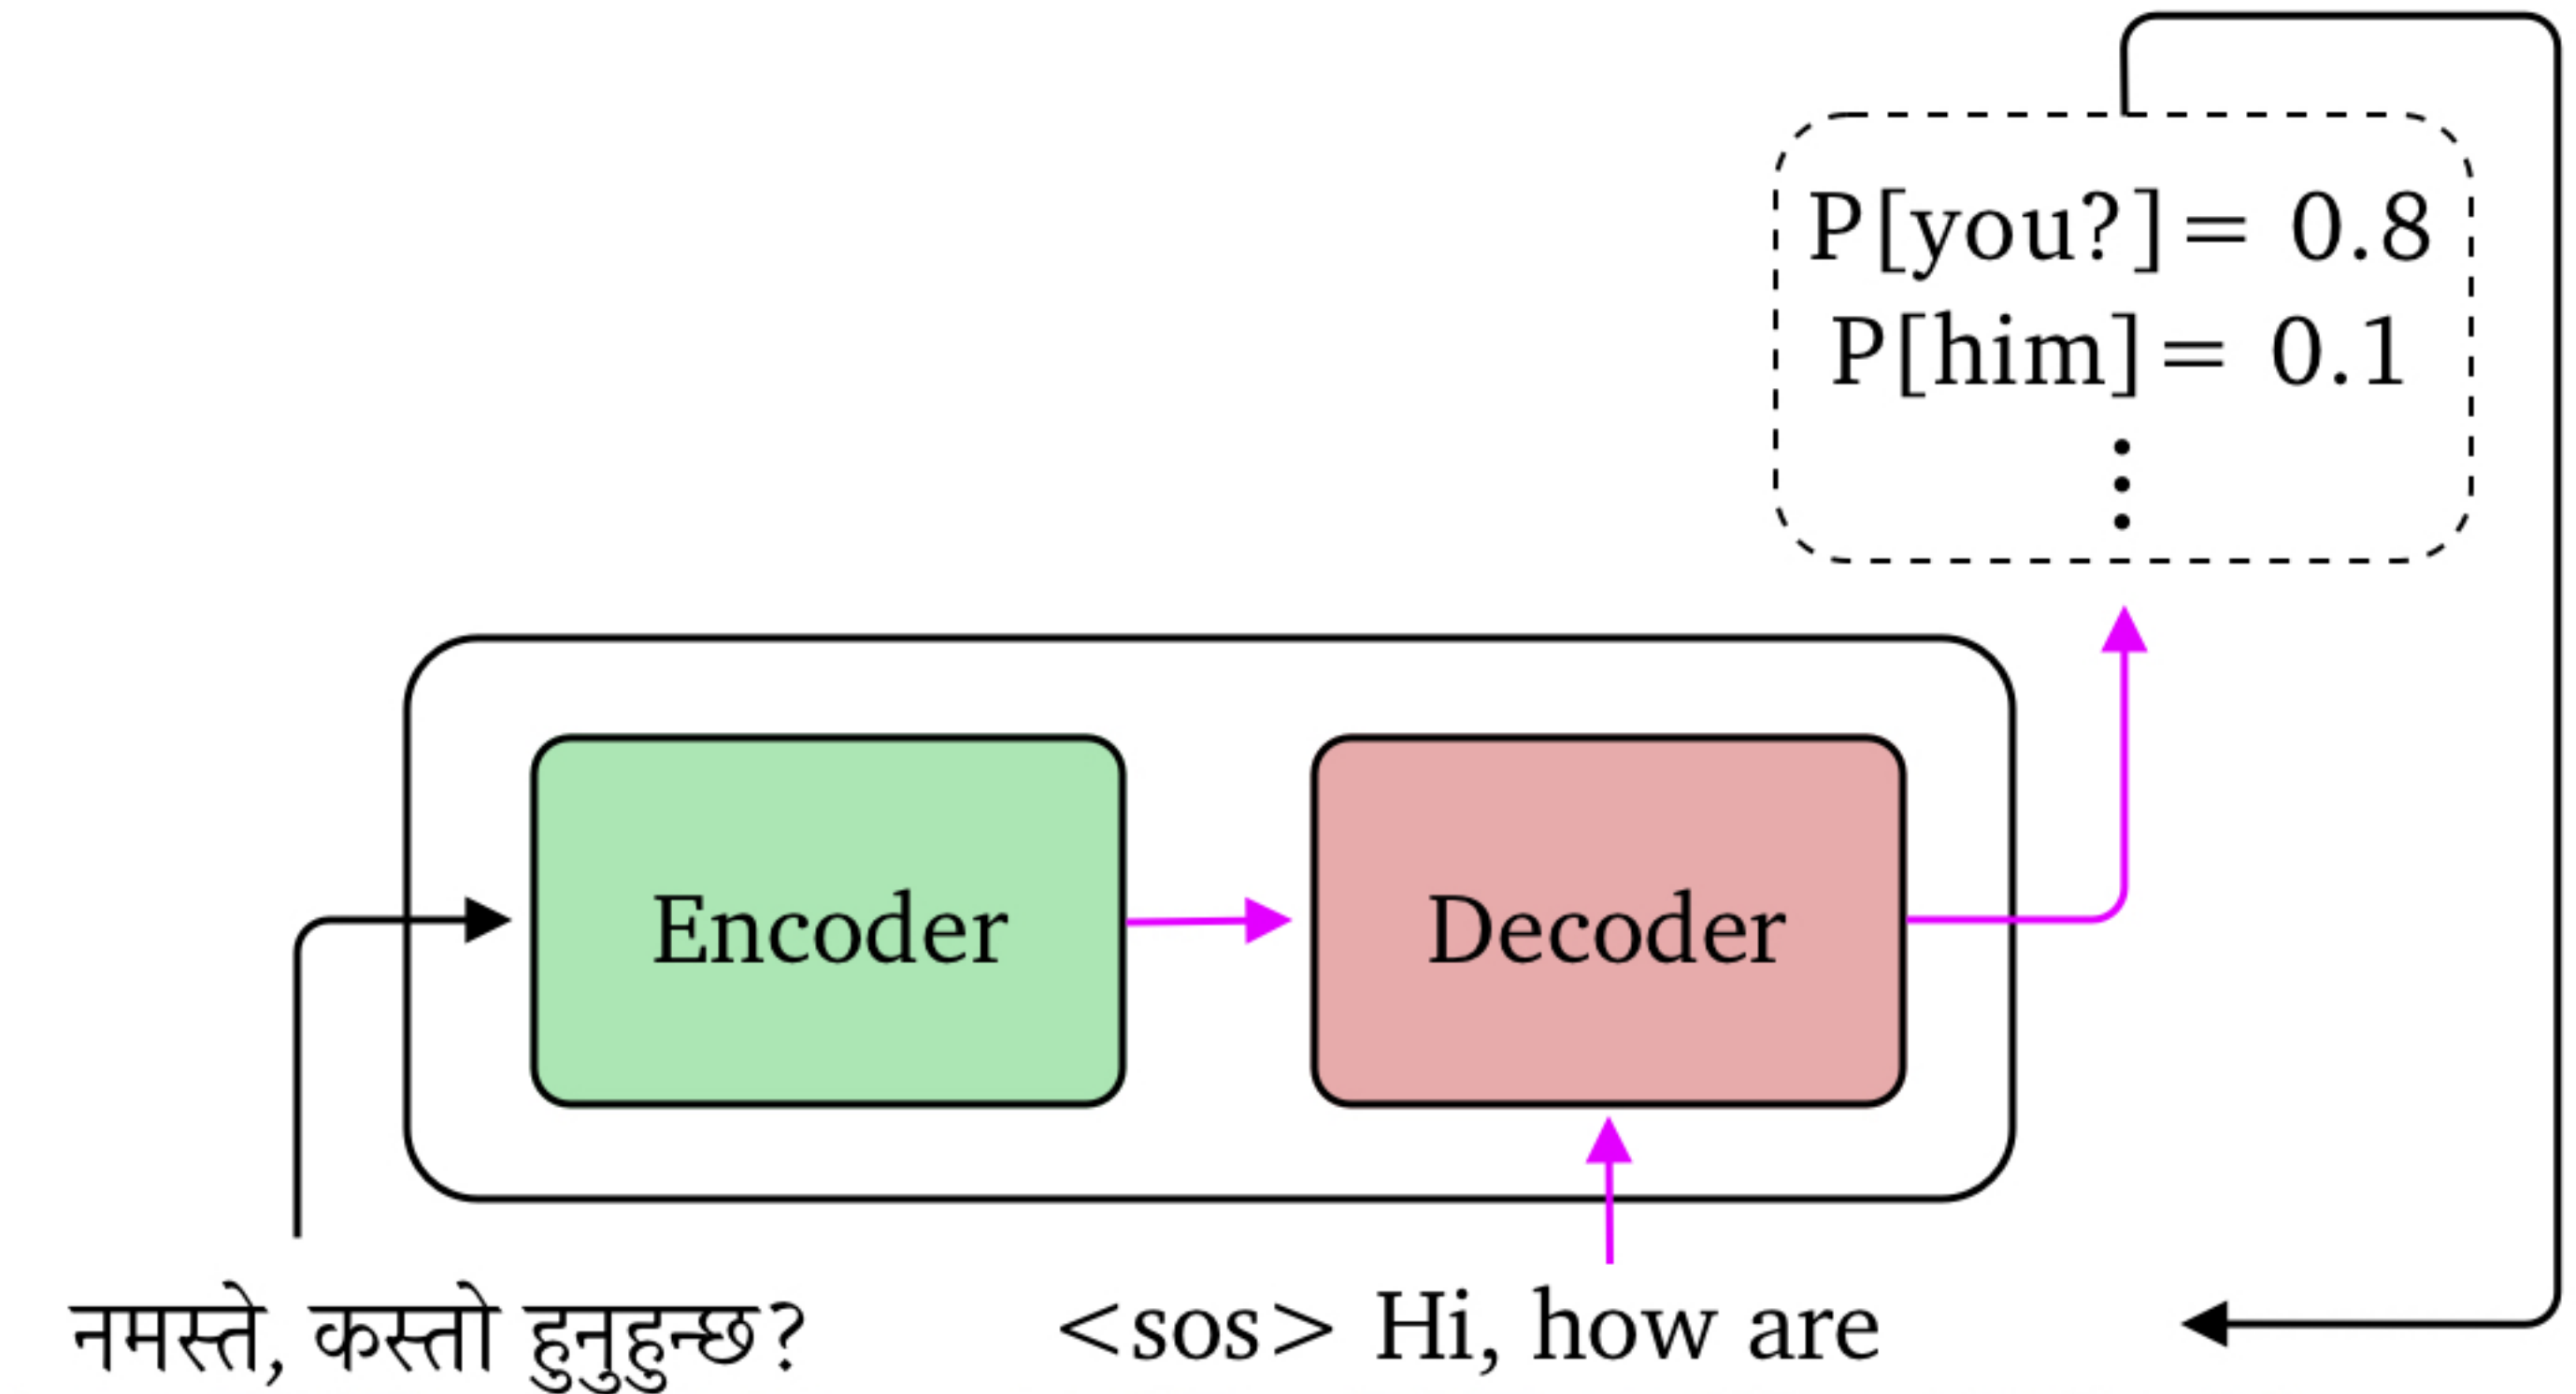 P[you?]= 0.8
P[him]= 0.1
Encoder
Decoder
नमस्ते, कस्तो हुनुहुन्छ?
<sos> Hi, how are